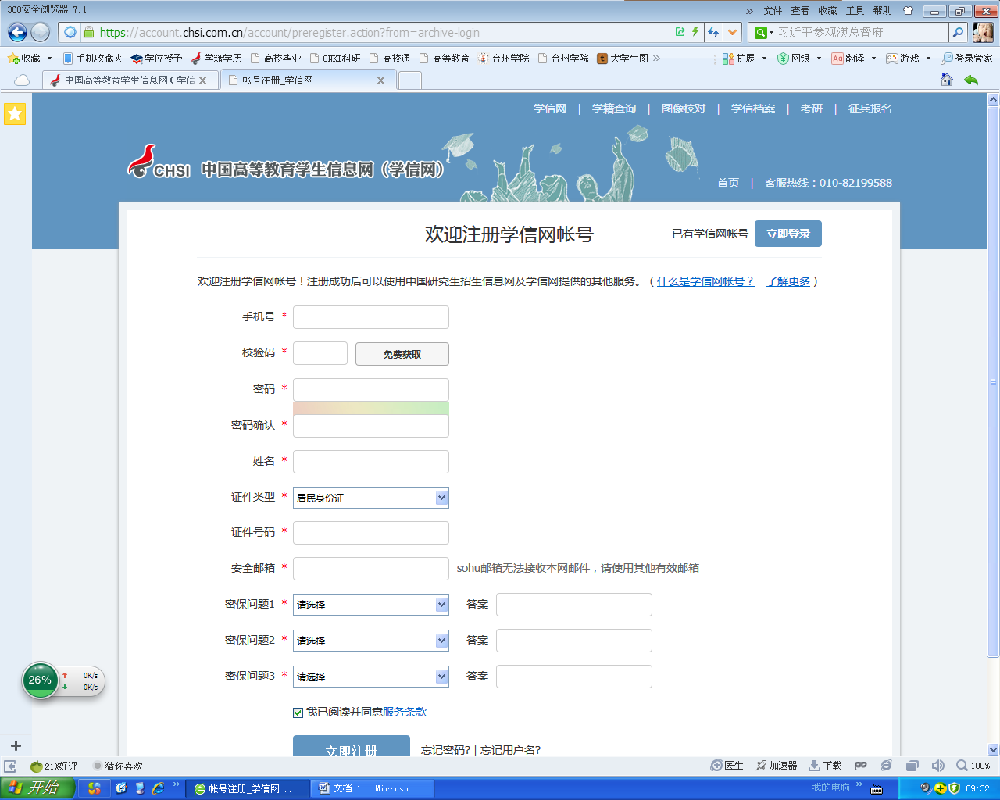 360安全浏览器 7.1
» 文件 查看 收藏 工具 帮助
https://account.chsi.com.cn/account/preregister.action?from=archive-login
习近平参观澳总督府
收藏 手机收藏夹 学位授予 学籍学历 高校毕业 CNKI科研 高校通 高等教育 台州学院 台州学院 大学生图 » 扩展 网银 翻译 游戏 登录管家
中国高等教育学生信息网(学信 帐号注册_学信网
学信网 | 学籍查询 | 图像校对 | 学信档案 | 考研 | 征兵报名
CHSI 中国高等教育学生信息网(学信网)
首页 | 客服热线:010-82199588
欢迎注册学信网帐号
已有学信网帐号 立即登录
欢迎注册学信网帐号!注册成功后可以使用中国研究生招生信息网及学信网提供的其他服务。(什么是学信网帐号? 了解更多)
手机号 *
校验码 * 免费获取
密码 *
密码确认 *
姓名 *
证件类型 * 居民身份证
证件号码 *
安全邮箱 * sohu邮箱无法接收本网邮件,请使用其他有效邮箱
密保问题1 * 请选择 答案
密保问题2 * 请选择 答案
密保问题3 * 请选择 答案
26% 0K/s
0K/s
我已阅读并同意服务条款
立即注册 忘记密码? | 忘记用户名?
21%好评 猜你喜欢 医生 加速器 下载 100%
开始 » 帐号注册_学信网 ... 文档 1 - Microso... 我的电脑 » 09:32